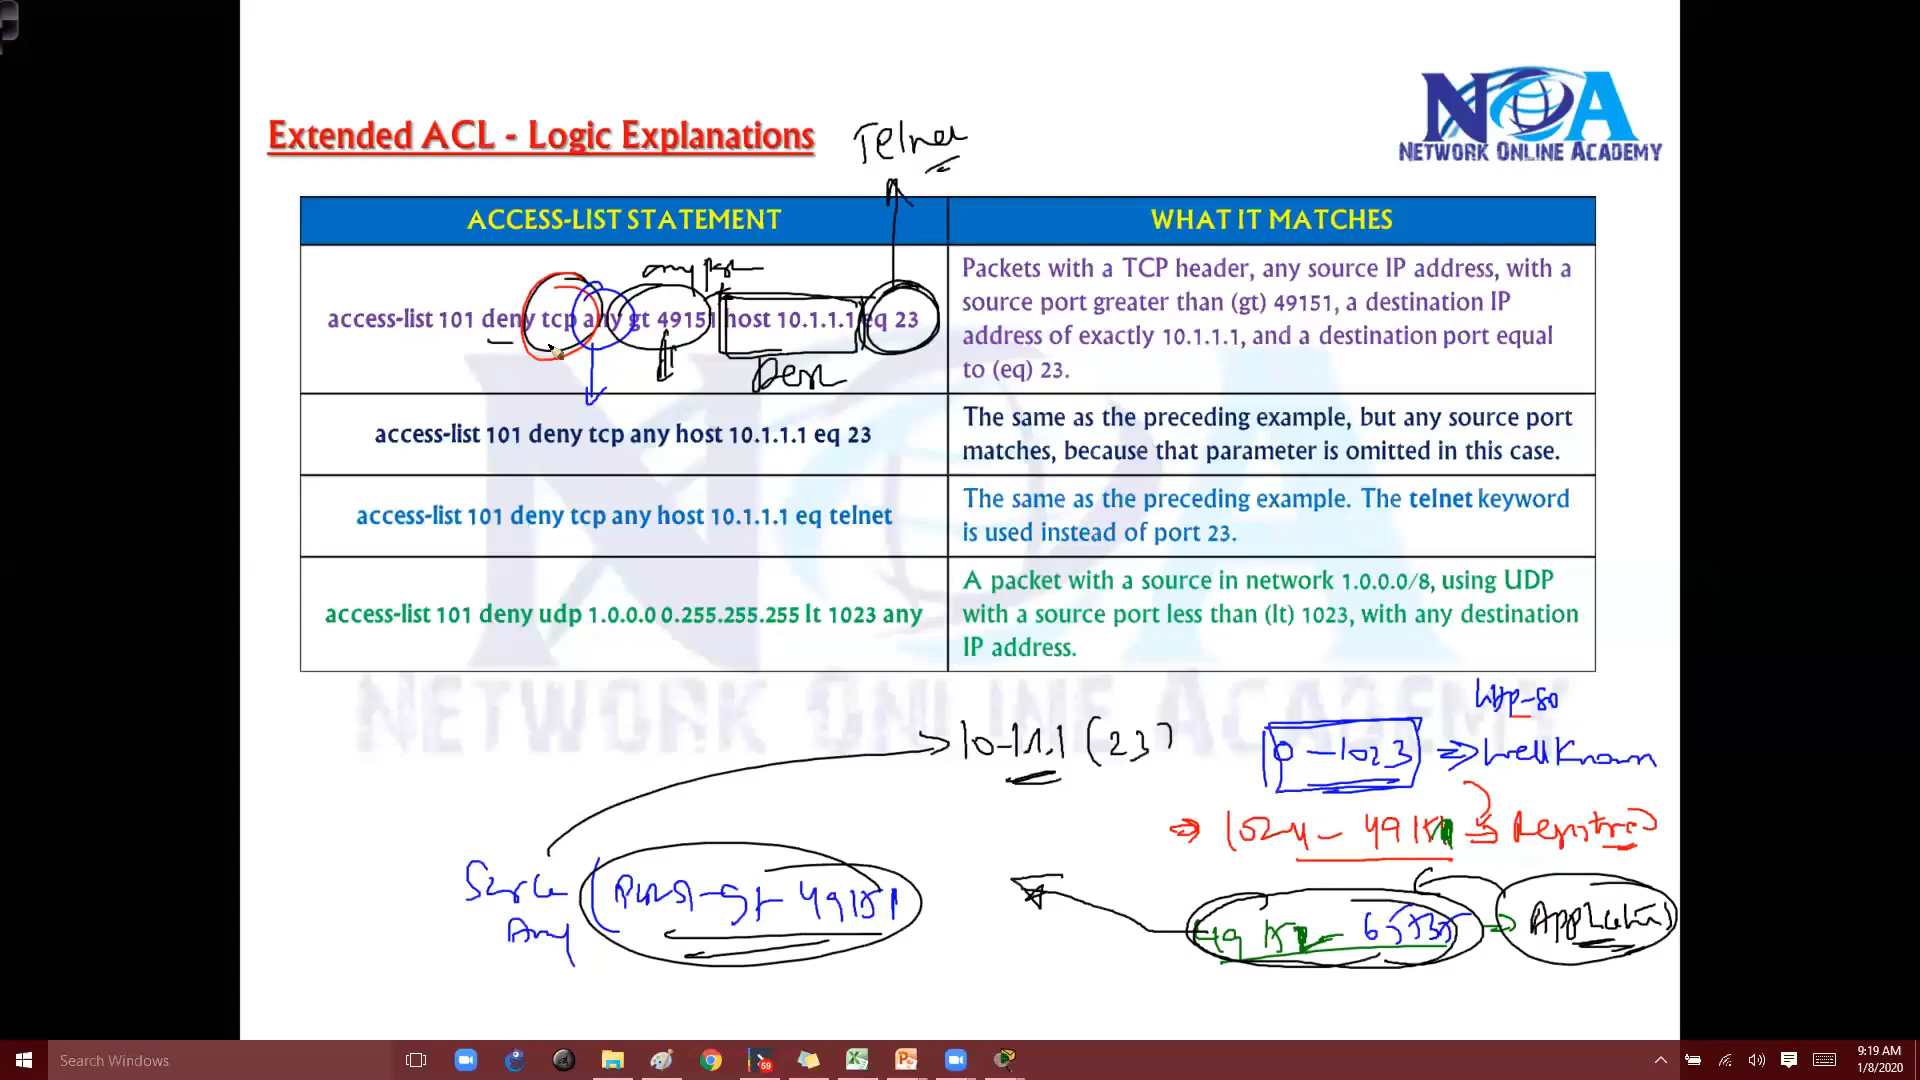 NOA
NETWORK ONLINE ACADEMY
Extended ACL - Logic Explanations
Telnet
ACCESS-LIST STATEMENT
WHAT IT MATCHES
any
access-list 101 deny tcp any gt 49151 host 10.1.1.1 eq 23
Packets with a TCP header, any source IP address, with a
source port greater than (gt) 49151, a destination IP
address of exactly 10.1.1.1, and a destination port equal
to (eq) 23.
access-list 101 deny tcp any host 10.1.1.1 eq 23
The same as the preceding example, but any source port
matches, because that parameter is omitted in this case.
access-list 101 deny tcp any host 10.1.1.1 eq telnet
The same as the preceding example. The telnet keyword
is used instead of port 23.
access-list 101 deny udp 1.0.0.0 0.255.255.255 lt 1023 any
A packet with a source in network 1.0.0.0/8, using UDP
with a source port less than (lt) 1023, with any destination
IP address.
NETWORK ONLINE ACADEMY
10.1.1.1 (23)
0 - 1023 => Well Known
1024 - 49151
Any
gt 49151
49152 - 65535
Search Windows
59
9:19 AM
1/8/2020